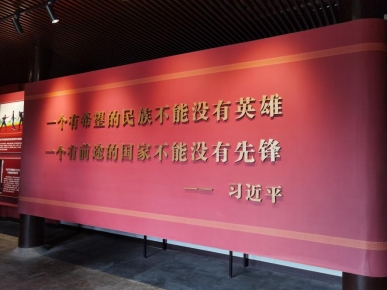 一个有希望的民族不能没有英雄
一个有前途的国家不能没有先锋
—— 习近平